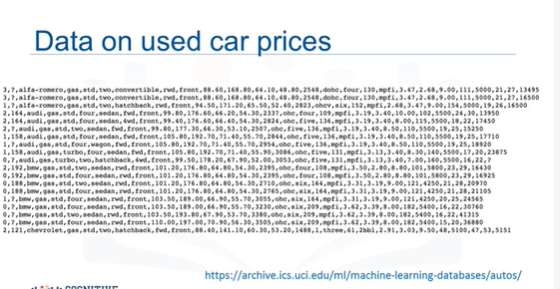 Data on used car prices
3,?,alfa-romero,gas,std,two,convertible,rwd,front,88.60,168.80,64.10,48.80,2548,dohc,four,130,mpfi,3.47,2.68,9.00,111,5000,21,27,13495
3,?,alfa-romero,gas,std,two,convertible,rwd,front,88.60,168.80,64.10,48.80,2548,dohc,four,130,mpfi,3.47,2.68,9.00,111,5000,21,27,16500
1,?,alfa-romero,gas,std,two,hatchback,rwd,front,94.50,171.20,65.50,52.40,2823,ohcv,six,152,mpfi,2.68,3.47,9.00,154,5000,19,26,16500
2,164,audi,gas,std,four,sedan,fwd,front,99.80,176.60,66.20,54.30,2337,ohc,four,109,mpfi,3.19,3.40,10.00,102,5500,24,30,13950
2,164,audi,gas,std,four,sedan,4wd,front,99.40,176.60,66.40,54.30,2824,ohc,five,136,mpfi,3.19,3.40,8.00,115,5500,18,22,17450
2,?,audi,gas,std,two,sedan,fwd,front,99.80,177.30,66.30,53.10,2507,ohc,five,136,mpfi,3.19,3.40,8.50,110,5500,19,25,15250
1,158,audi,gas,std,four,sedan,fwd,front,105.80,192.70,71.40,55.70,2844,ohc,five,136,mpfi,3.19,3.40,8.50,110,5500,19,25,17710
1,?,audi,gas,std,four,wagon,fwd,front,105.80,192.70,71.40,55.70,2954,ohc,five,136,mpfi,3.19,3.40,8.50,110,5500,19,25,18920
1,158,audi,gas,turbo,four,sedan,fwd,front,105.80,192.70,71.40,55.90,3086,ohc,five,131,mpfi,3.13,3.40,8.30,140,5500,17,20,23875
0,?,audi,gas,turbo,two,hatchback,4wd,front,99.50,178.20,67.90,52.00,3053,ohc,five,131,mpfi,3.13,3.40,7.00,160,5500,16,22,?
2,192,bmw,gas,std,two,sedan,rwd,front,101.20,176.80,64.80,54.30,2395,ohc,four,108,mpfi,3.50,2.80,8.80,101,5800,23,29,16430
0,192,bmw,gas,std,four,sedan,rwd,front,101.20,176.80,64.80,54.30,2395,ohc,four,108,mpfi,3.50,2.80,8.80,101,5800,23,29,16925
0,188,bmw,gas,std,two,sedan,rwd,front,101.20,176.80,64.80,54.30,2710,ohc,six,164,mpfi,3.31,3.19,9.00,121,4250,21,28,20970
0,188,bmw,gas,std,four,sedan,rwd,front,101.20,176.80,64.80,54.30,2765,ohc,six,164,mpfi,3.31,3.19,9.00,121,4250,21,28,21105
1,?,bmw,gas,std,four,sedan,rwd,front,103.50,189.00,66.90,55.70,3055,ohc,six,164,mpfi,3.31,3.19,9.00,121,4250,20,25,24565
0,?,bmw,gas,std,four,sedan,rwd,front,103.50,189.00,66.90,55.70,3230,ohc,six,209,mpfi,3.62,3.39,8.00,182,5400,16,22,30760
0,?,bmw,gas,std,two,sedan,rwd,front,103.50,193.80,67.90,53.70,3380,ohc,six,209,mpfi,3.62,3.39,8.00,182,5400,16,22,41315
0,?,bmw,gas,std,four,sedan,rwd,front,110.00,197.00,70.90,56.30,3505,ohc,six,209,mpfi,3.62,3.39,8.00,182,5400,15,20,36880
2,121,chevrolet,gas,std,two,hatchback,fwd,front,88.40,141.10,60.30,53.20,1488,l,three,61,2bbl,2.91,3.03,9.50,48,5100,47,53,5151
https://archive.ics.uci.edu/ml/machine-learning-databases/autos/
COGNITIVE